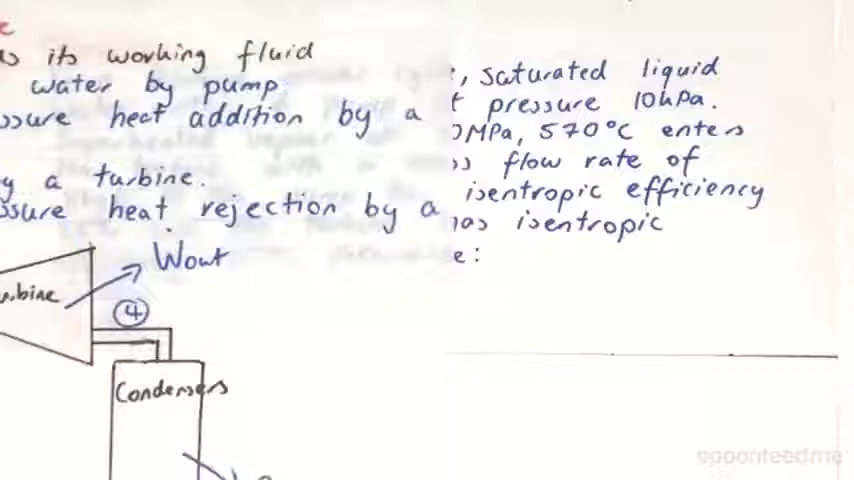 its working fluid
water by pump.
heat addition by a
a turbine.
heat rejection by a
Wout
4
Condensers
saturated liquid
pressure 10kPa.
MPa, 570°C enters
flow rate of
isentropic efficiency
isentropic
e:
spoonfeedme